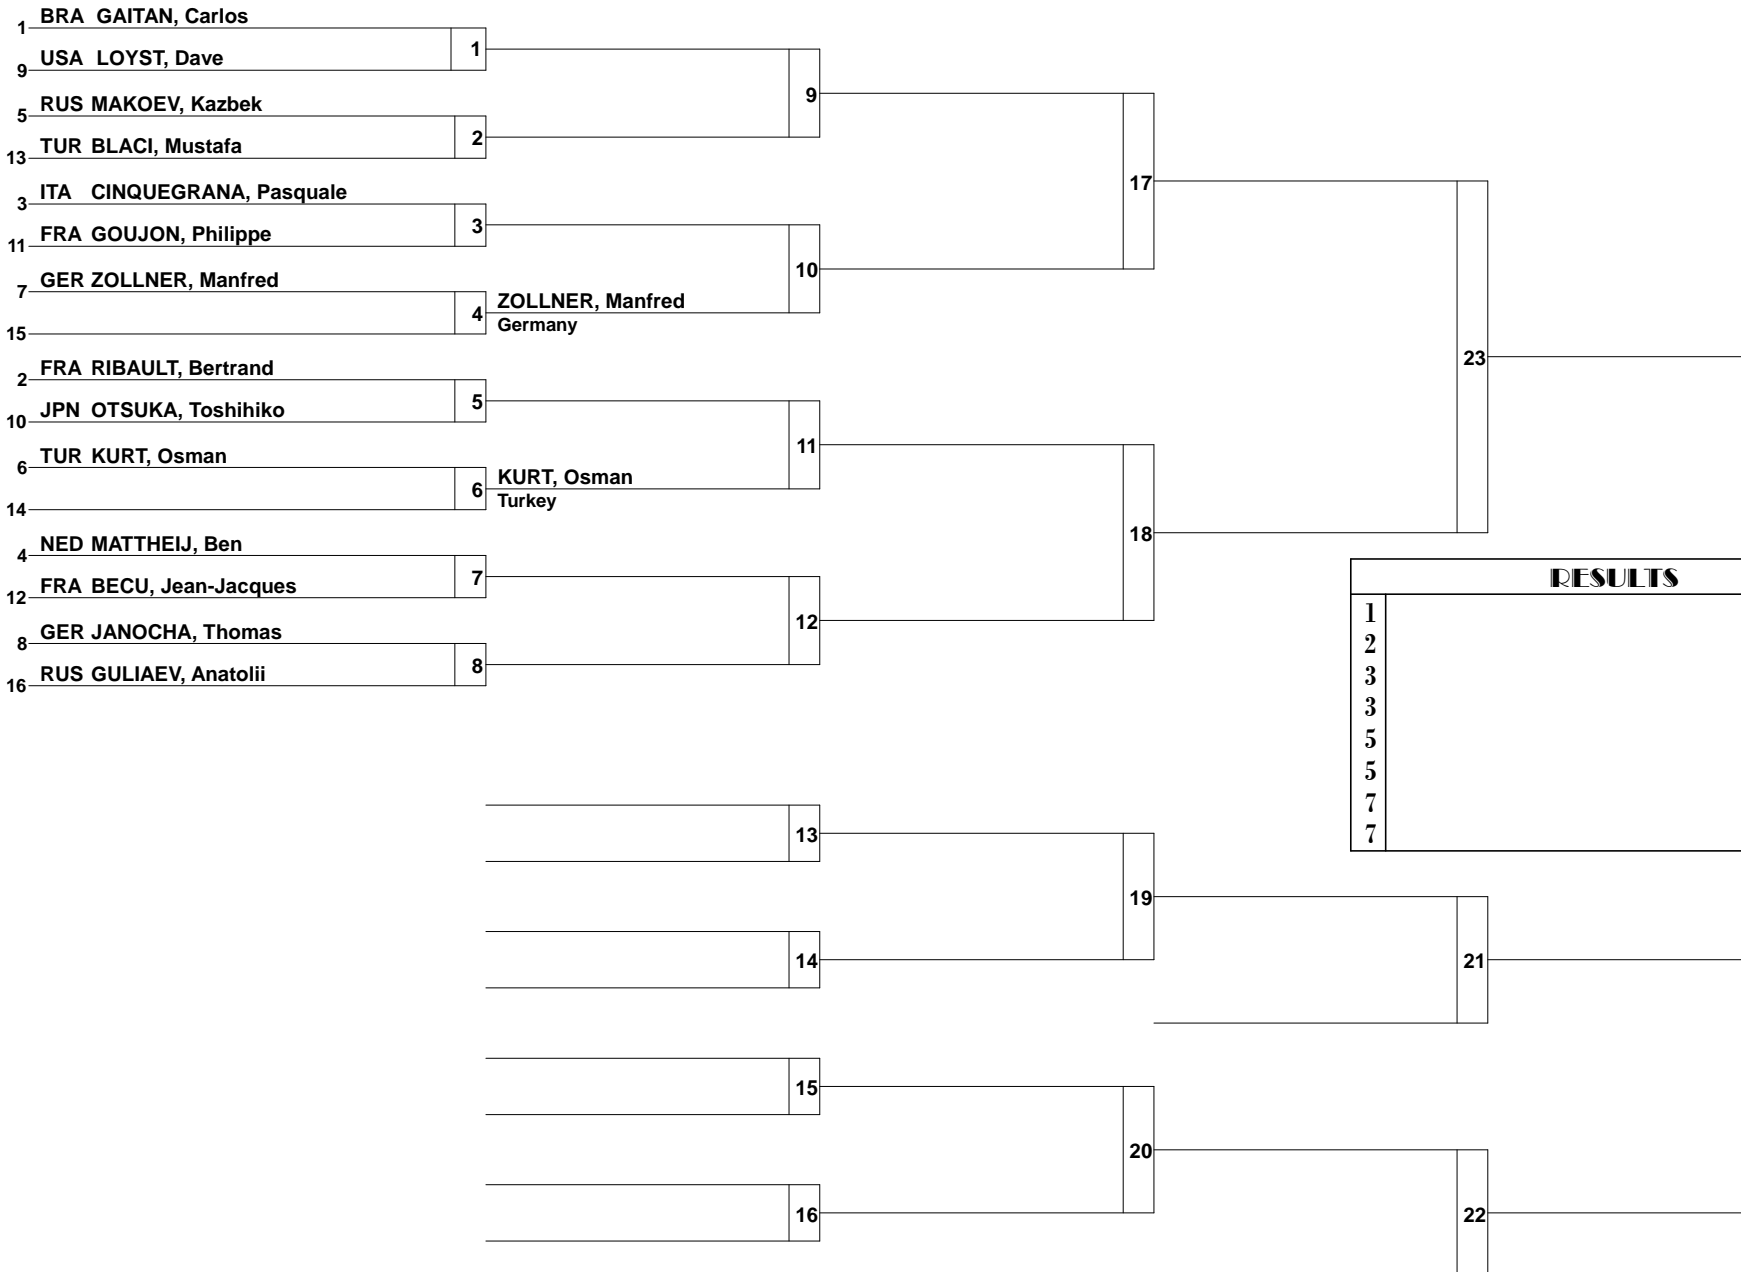 1 BRA GAITAN, Carlos
1
9 USA LOYST, Dave
9
5 RUS MAKOEV, Kazbek
2
13 TUR BLACI, Mustafa
17
3 ITA CINQUEGRANA, Pasquale
3
11 FRA GOUJON, Philippe
10
7 GER ZOLLNER, Manfred
4 ZOLLNER, Manfred
Germany
15
23
2 FRA RIBAULT, Bertrand
5
10 JPN OTSUKA, Toshihiko
11
6 TUR KURT, Osman
6 KURT, Osman
Turkey
14
18
4 NED MATTHEIJ, Ben
7
12 FRA BECU, Jean-Jacques
12
8 GER JANOCHA, Thomas
8
16 RUS GULIAEV, Anatolii
RESULTS
1
2
3
3
5
5
7
7
13
19
14
21
15
20
16
22